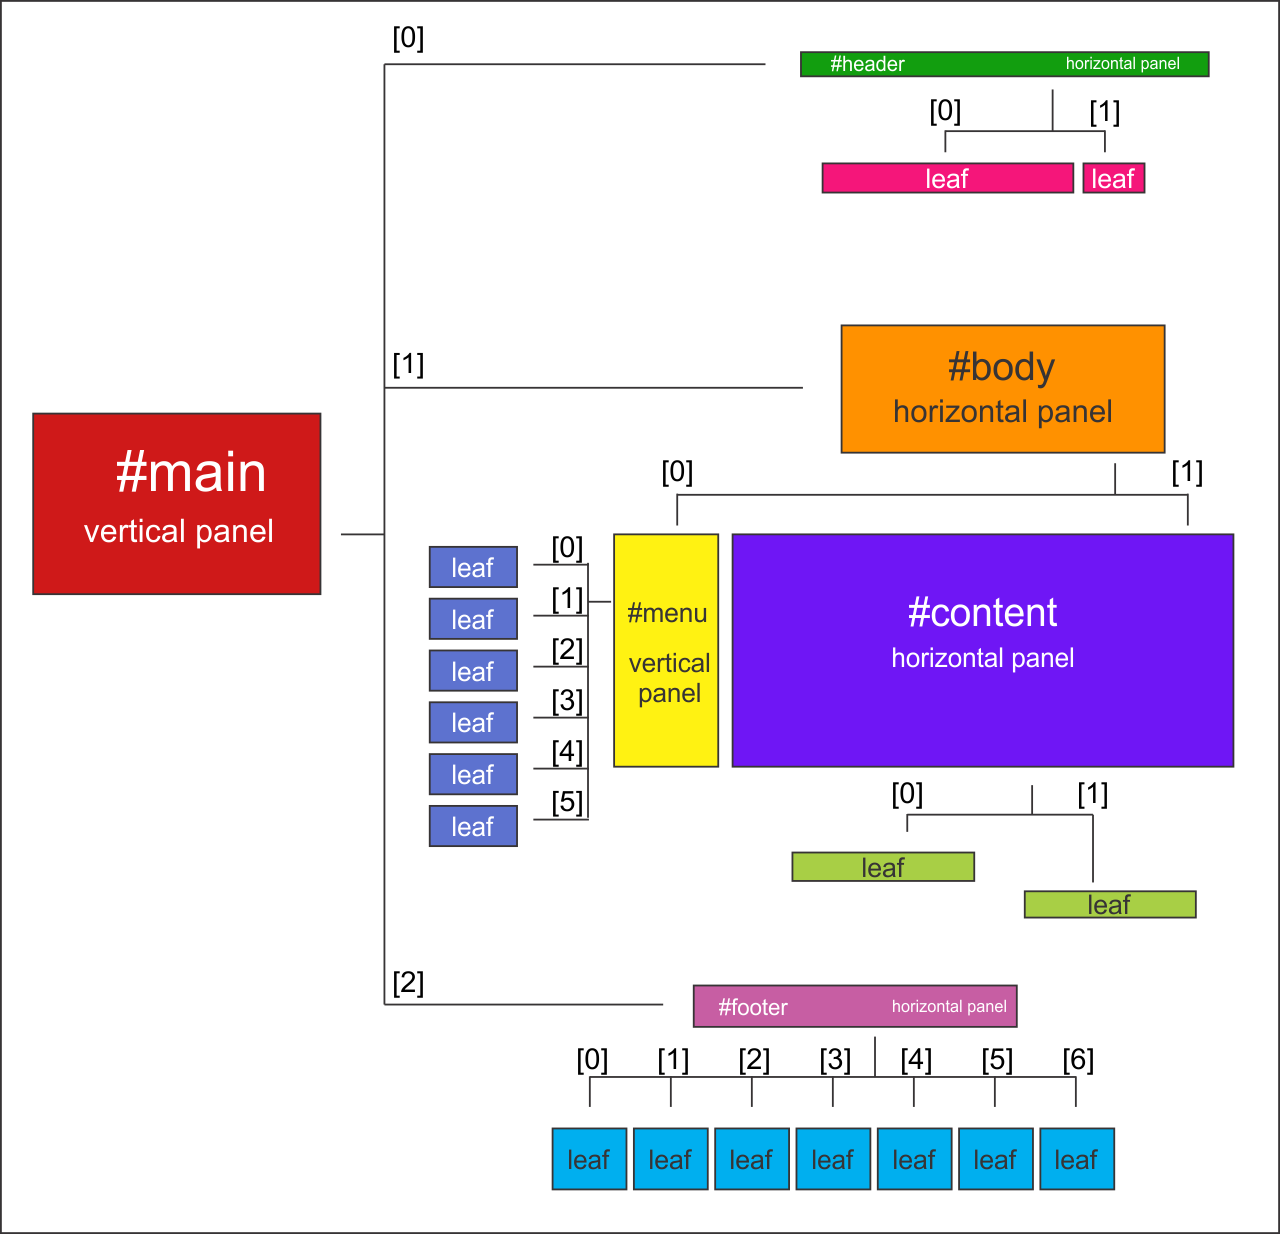 [0]
#header horizontal panel
[0] [1]
leaf leaf
[1]
#body
horizontal panel
#main
vertical panel
[0] [1]
[0]
leaf
[1]
leaf
[2]
leaf
[3]
leaf
[4]
leaf
[5]
leaf
#menu
vertical
panel
#content
horizontal panel
[0] [1]
leaf
leaf
[2]
#footer horizontal panel
[0] [1] [2] [3] [4] [5] [6]
leaf leaf leaf leaf leaf leaf leaf